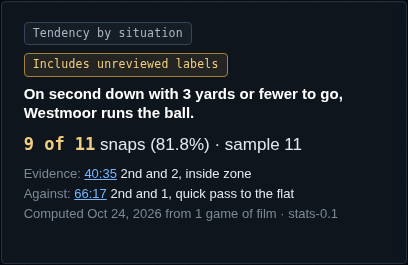 Tendency by situation
Includes unreviewed labels
On second down with 3 yards or fewer to go,
Westmoor runs the ball.
9 of 11 snaps (81.8%) · sample 11
Evidence: 40:35 2nd and 2, inside zone
Against: 66:17 2nd and 1, quick pass to the flat
Computed Oct 24, 2026 from 1 game of film · stats-0.1